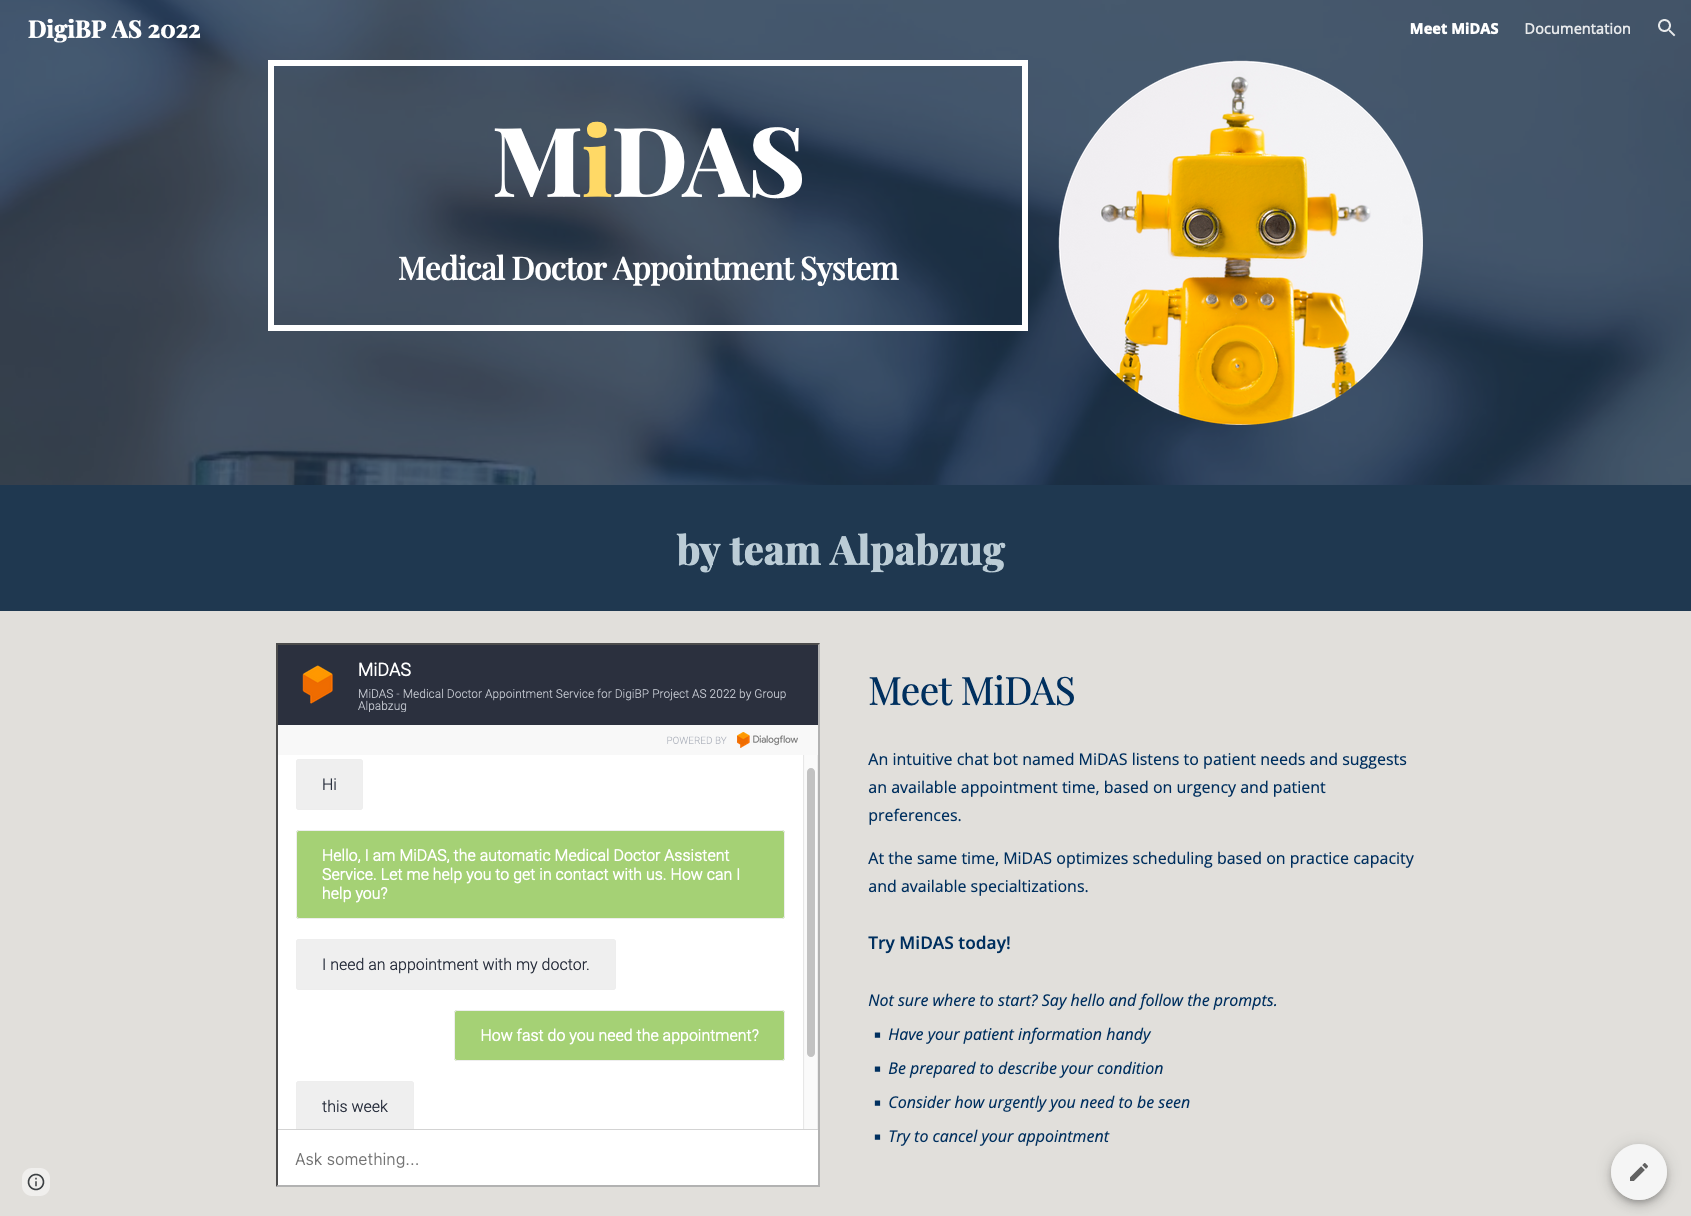 DigiBP AS 2022
Meet MiDAS
Documentation
MiDAS
Medical Doctor Appointment System
by team Alpabzug
MiDAS
MiDAS - Medical Doctor Appointment Service for DigiBP Project AS 2022 by Group
Alpabzug
POWERED BY Dialogflow
Hi
Hello, I am MiDAS, the automatic Medical Doctor Assistent
Service. Let me help you to get in contact with us. How can I
help you?
I need an appointment with my doctor.
How fast do you need the appointment?
this week
Ask something...
Meet MiDAS
An intuitive chat bot named MiDAS listens to patient needs and suggests
an available appointment time, based on urgency and patient
preferences.
At the same time, MiDAS optimizes scheduling based on practice capacity
and available specialtizations.
Try MiDAS today!
Not sure where to start? Say hello and follow the prompts.
▪ Have your patient information handy
▪ Be prepared to describe your condition
▪ Consider how urgently you need to be seen
▪ Try to cancel your appointment